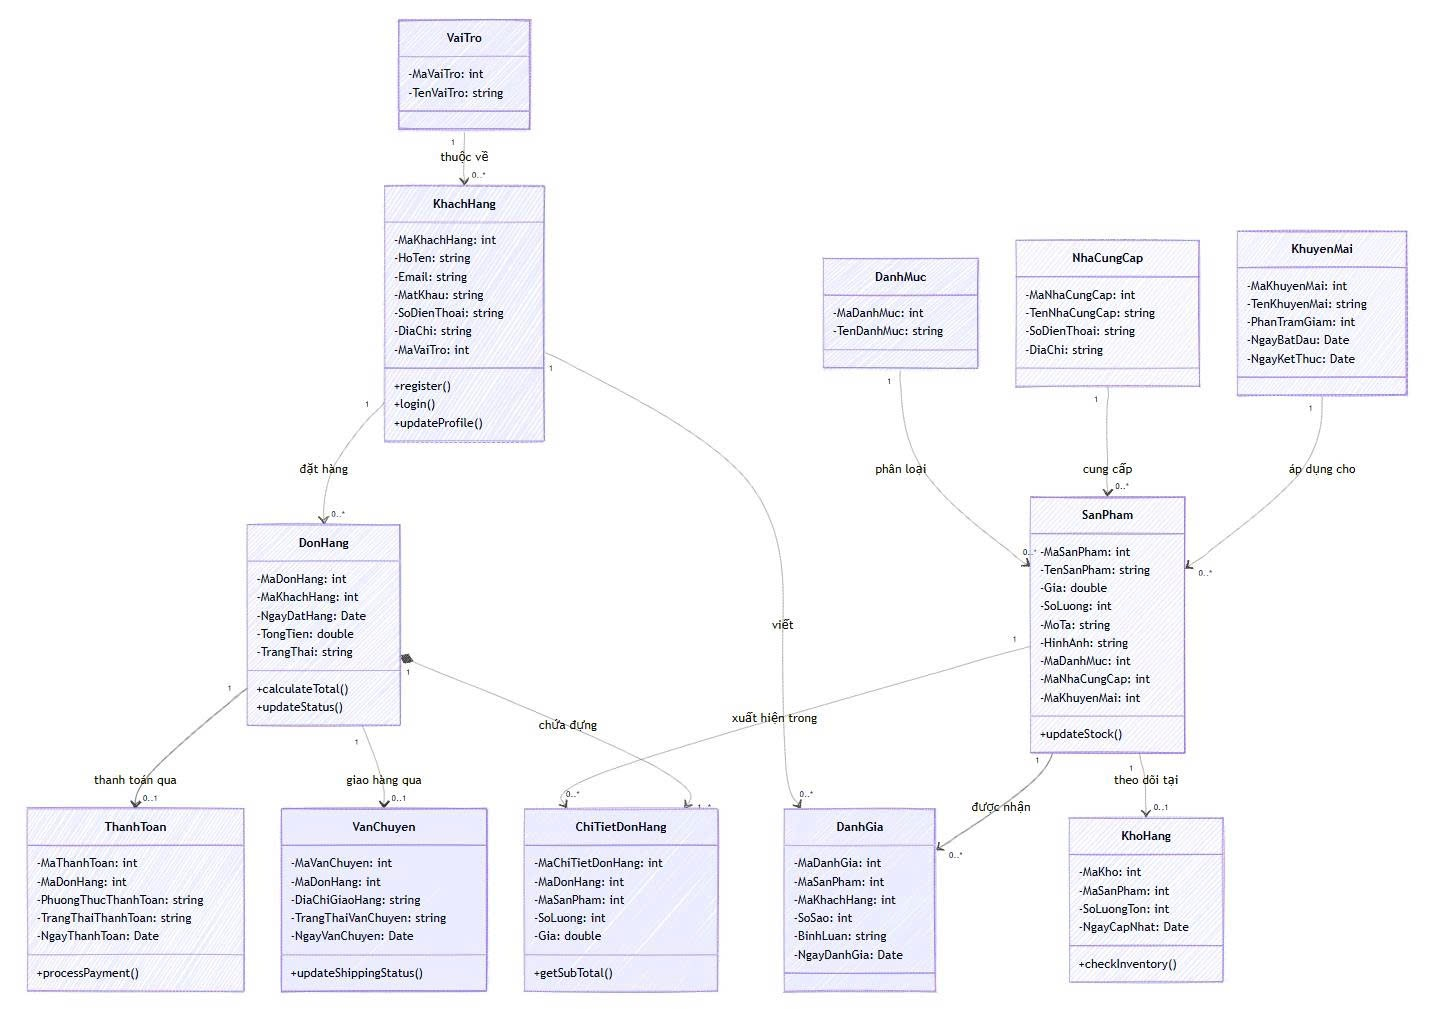 VaiTro
-MaVaiTro: int
-TenVaiTro: string
1
thuộc về
0..*
KhachHang
-MaKhachHang: int
-HoTen: string
-Email: string
-MatKhau: string
-SoDienThoai: string
-DiaChi: string
-MaVaiTro: int
+register()
+login()
+updateProfile()
1
1
DanhMuc
-MaDanhMuc: int
-TenDanhMuc: string
1
NhaCungCap
-MaNhaCungCap: int
-TenNhaCungCap: string
-SoDienThoai: string
-DiaChi: string
1
KhuyenMai
-MaKhuyenMai: int
-TenKhuyenMai: string
-PhanTramGiam: int
-NgayBatDau: Date
-NgayKetThuc: Date
1
đặt hàng
0..*
phân loại
0..*
cung cấp
0..*
áp dụng cho
0..*
DonHang
-MaDonHang: int
-MaKhachHang: int
-NgayDatHang: Date
-TongTien: double
-TrangThai: string
+calculateTotal()
+updateStatus()
1
1
1
viết
SanPham
-MaSanPham: int
-TenSanPham: string
-Gia: double
-SoLuong: int
-MoTa: string
-HinhAnh: string
-MaDanhMuc: int
-MaNhaCungCap: int
-MaKhuyenMai: int
+updateStock()
1
1
1
chứa đựng
xuất hiện trong
thanh toán qua
0..1
giao hàng qua
0..1
0..*
1..*
0..*
được nhận
0..*
theo dõi tại
0..1
ThanhToan
-MaThanhToan: int
-MaDonHang: int
-PhuongThucThanhToan: string
-TrangThaiThanhToan: string
-NgayThanhToan: Date
+processPayment()
VanChuyen
-MaVanChuyen: int
-MaDonHang: int
-DiaChiGiaoHang: string
-TrangThaiVanChuyen: string
-NgayVanChuyen: Date
+updateShippingStatus()
ChiTietDonHang
-MaChiTietDonHang: int
-MaDonHang: int
-MaSanPham: int
-SoLuong: int
-Gia: double
+getSubTotal()
DanhGia
-MaDanhGia: int
-MaSanPham: int
-MaKhachHang: int
-SoSao: int
-BinhLuan: string
-NgayDanhGia: Date
KhoHang
-MaKho: int
-MaSanPham: int
-SoLuongTon: int
-NgayCapNhat: Date
+checkInventory()